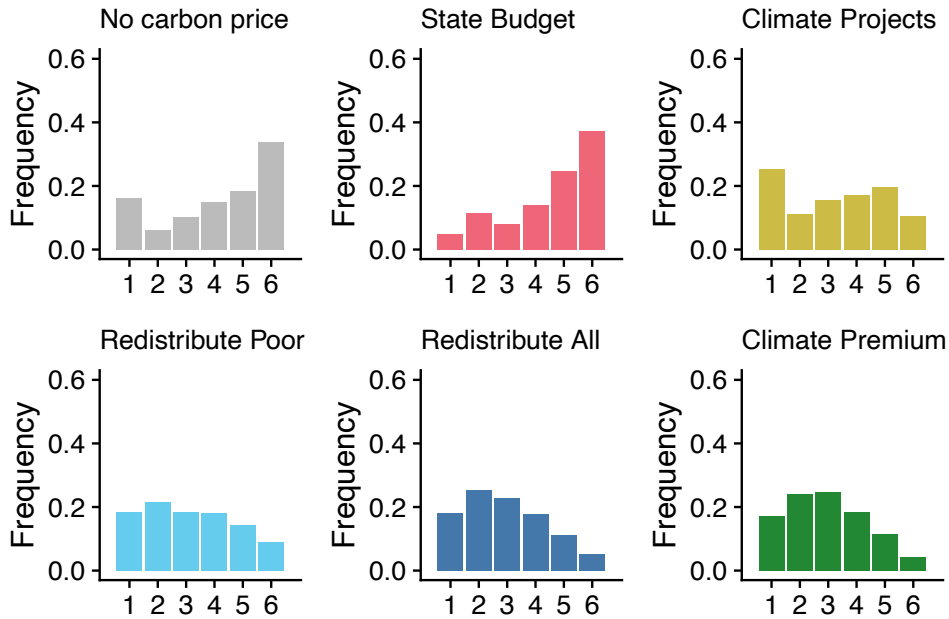 No carbon price
Frequency
0.6
0.4
0.2
0.0
1 2 3 4 5 6
State Budget
Frequency
0.6
0.4
0.2
0.0
1 2 3 4 5 6
Climate Projects
Frequency
0.6
0.4
0.2
0.0
1 2 3 4 5 6
Redistribute Poor
Frequency
0.6
0.4
0.2
0.0
1 2 3 4 5 6
Redistribute All
Frequency
0.6
0.4
0.2
0.0
1 2 3 4 5 6
Climate Premium
Frequency
0.6
0.4
0.2
0.0
1 2 3 4 5 6